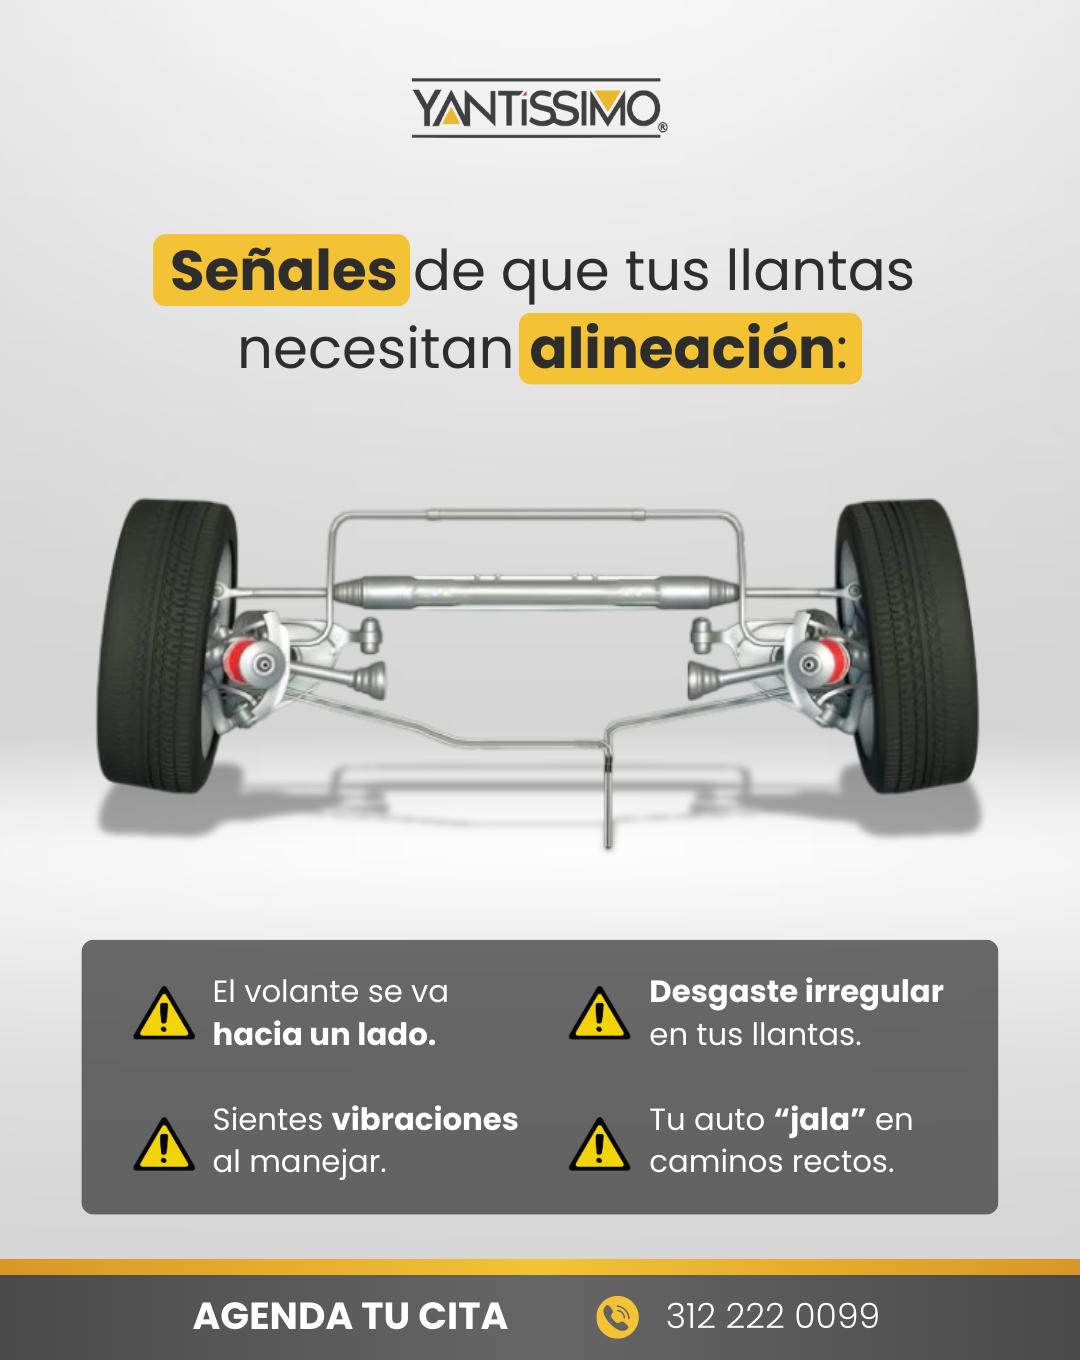 YANTiSSIMO®
Señales de que tus llantas
necesitan alineación:
El volante se va
hacia un lado.
Desgaste irregular
en tus llantas.
Sientes vibraciones
al manejar.
Tu auto “jala” en
caminos rectos.
AGENDA TU CITA
312 222 0099